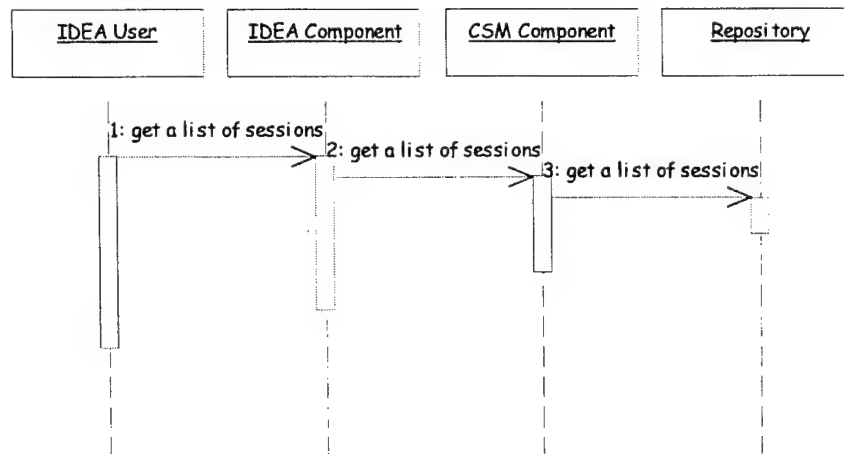 IDEA User
IDEA Component
CSM Component
Repository
1: get a list of sessions
2: get a list of sessions
3: get a list of sessions